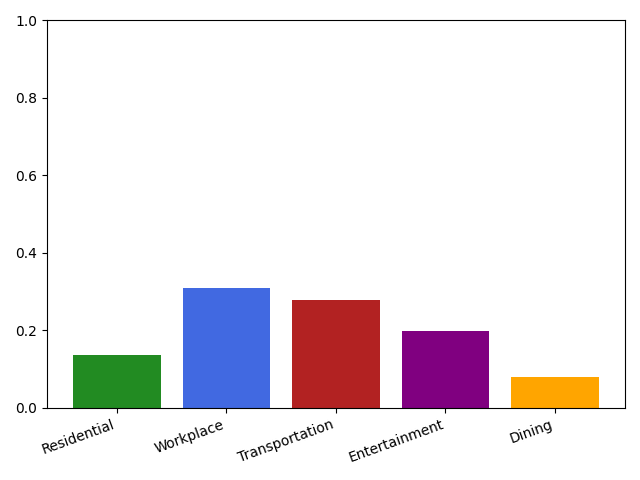 1.0
0.8
0.6
0.4
0.2
0.0
Residential
Workplace
Transportation
Entertainment
Dining